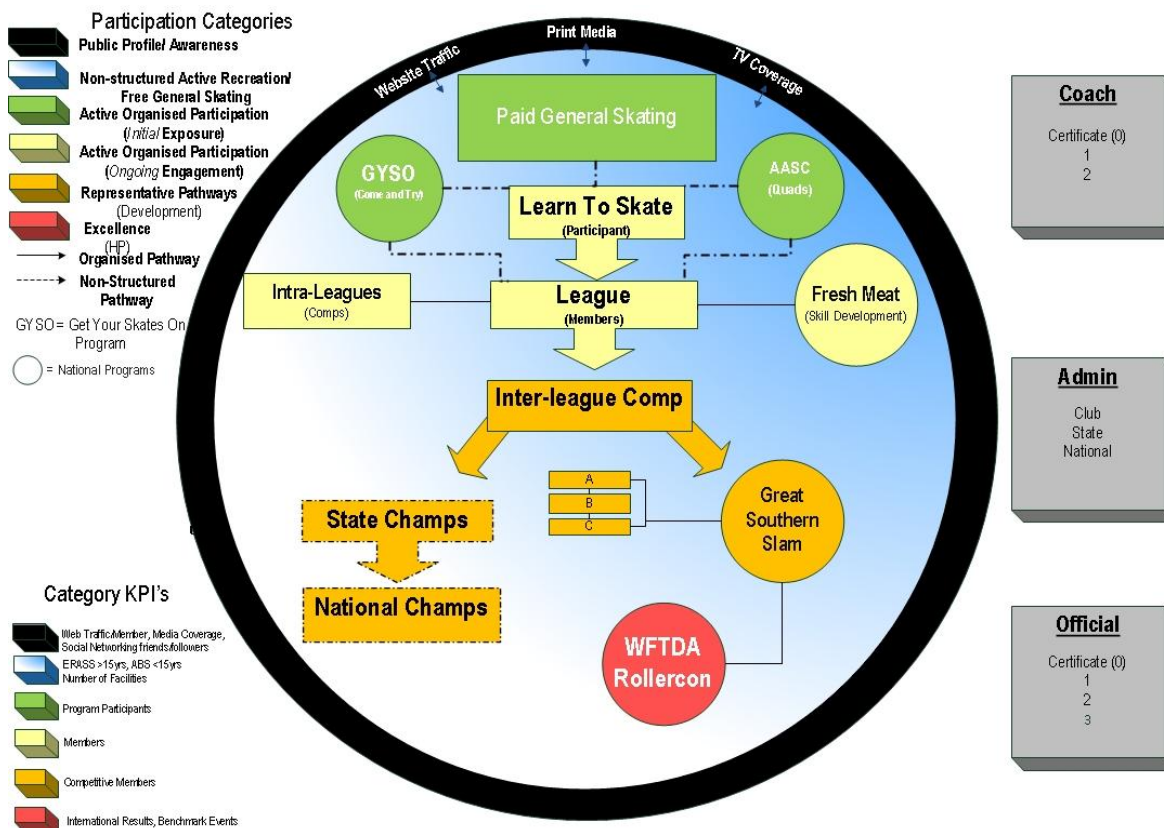 Participation Categories
Public Profile/ Awareness
Non-structured Active Recreation/
Free General Skating
Active Organised Participation
(Initial Exposure)
Active Organised Participation
(Ongoing Engagement)
Representative Pathways
(Development)
Excellence
(HP)
Organised Pathway
Non-Structured
Pathway
GYSO = Get Your Skates On
Program
= National Programs
Category KPI's
Web Traffic/Member, Media Coverage,
Social Networking friends/followers
ERASS >15yrs, ABS <15yrs
Number of Facilities
Program Participants
Members
Competitive Members
International Results, Benchmark Events
Website Traffic
Print Media
TV Coverage
Paid General Skating
GYSO
(Come and Try)
AASC
(Quads)
Learn To Skate
(Participant)
Intra-Leagues
(Comps)
League
(Members)
Fresh Meat
(Skill Development)
Inter-league Comp
A
B
C
Great
Southern
Slam
State Champs
National Champs
WFTDA
Rollercon
Coach
Certificate (0)
1
2
Admin
Club
State
National
Official
Certificate (0)
1
2
3